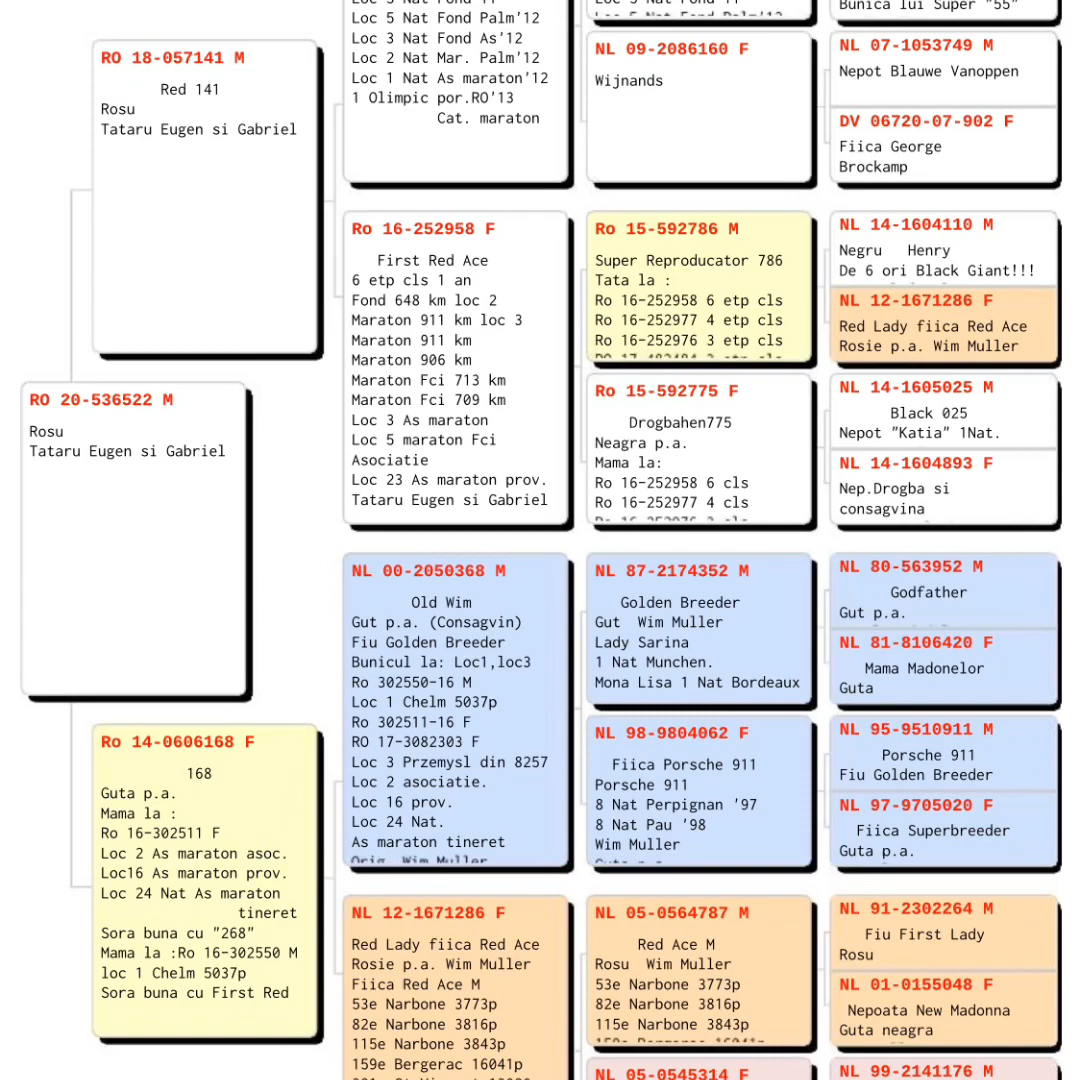 RO 20-536522 M
Rosu
Tataru Eugen si Gabriel
RO 18-057141 M
Red 141
Rosu
Tataru Eugen si Gabriel
Ro 14-0606168 F
168
Guta p.a.
Mama la :
Ro 16-302511 F
Loc 2 As maraton asoc.
Loc16 As maraton prov.
Loc 24 Nat As maraton
tineret
Sora buna cu "268"
Mama la :Ro 16-302550 M
loc 1 Chelm 5037p
Sora buna cu First Red
Loc 5 Nat Fond Palm'12
Loc 3 Nat Fond As'12
Loc 2 Nat Mar. Palm'12
Loc 1 Nat As maraton'12
1 Olimpic por.RO'13
Cat. maraton
Ro 16-252958 F
First Red Ace
6 etp cls 1 an
Fond 648 km loc 2
Maraton 911 km loc 3
Maraton 911 km
Maraton 906 km
Maraton Fci 713 km
Maraton Fci 709 km
Loc 3 As maraton
Loc 5 maraton Fci
Asociatie
Loc 23 As maraton prov.
Tataru Eugen si Gabriel
NL 00-2050368 M
Old Wim
Gut p.a. (Consagvin)
Fiu Golden Breeder
Bunicul la: Loc1,loc3
Ro 302550-16 M
Loc 1 Chelm 5037p
Ro 302511-16 F
RO 17-3082303 F
Loc 3 Przemysl din 8257
Loc 2 asociatie.
Loc 16 prov.
Loc 24 Nat.
As maraton tineret
Orig. Wim Muller
NL 12-1671286 F
Red Lady fiica Red Ace
Rosie p.a. Wim Muller
Fiica Red Ace M
53e Narbone 3773p
82e Narbone 3816p
115e Narbone 3843p
159e Bergerac 16041p
NL 09-2086160 F
Wijnands
Ro 15-592786 M
Super Reproducator 786
Tata la :
Ro 16-252958 6 etp cls
Ro 16-252977 4 etp cls
Ro 16-252976 3 etp cls
Ro 15-592775 F
Drogbahen775
Neagra p.a.
Mama la:
Ro 16-252958 6 cls
Ro 16-252977 4 cls
NL 87-2174352 M
Golden Breeder
Gut Wim Muller
Lady Sarina
1 Nat Munchen.
Mona Lisa 1 Nat Bordeaux
NL 98-9804062 F
Fiica Porsche 911
Porsche 911
8 Nat Perpignan '97
8 Nat Pau '98
Wim Muller
NL 05-0564787 M
Red Ace M
Rosu Wim Muller
53e Narbone 3773p
82e Narbone 3816p
115e Narbone 3843p
NL 05-0545314 F
Bunica lui Super "55"
NL 07-1053749 M
Nepot Blauwe Vanoppen
DV 06720-07-902 F
Fiica George
Brockamp
NL 14-1604110 M
Negru Henry
De 6 ori Black Giant!!!
NL 12-1671286 F
Red Lady fiica Red Ace
Rosie p.a. Wim Muller
NL 14-1605025 M
Black 025
Nepot "Katia" 1Nat.
NL 14-1604893 F
Nep.Drogba si
consagvina
NL 80-563952 M
Godfather
Gut p.a.
NL 81-8106420 F
Mama Madonelor
Guta
NL 95-9510911 M
Porsche 911
Fiu Golden Breeder
NL 97-9705020 F
Fiica Superbreeder
Guta p.a.
NL 91-2302264 M
Fiu First Lady
Rosu
NL 01-0155048 F
Nepoata New Madonna
Guta neagra
NL 99-2141176 M